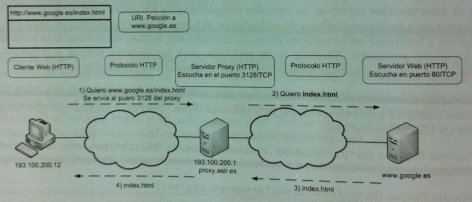 http://www.google.es/index.html
URL Petición a
www.google.es
Cliente Web (HTTP)
Protocolo HTTP
Servidor Proxy (HTTP)
Escucha en el puerto 3128/TCP
Protocolo HTTP
Servidor Web (HTTP)
Escucha en puerto 80/TCP
1) Quiero www.google.es/index.html
Se envía al puero 3128 del proxy
2) Quiero index.html
193.100.200.12
193.100.200.1
proxy.asir.es
www.google.es
4) index.html
3) index.html